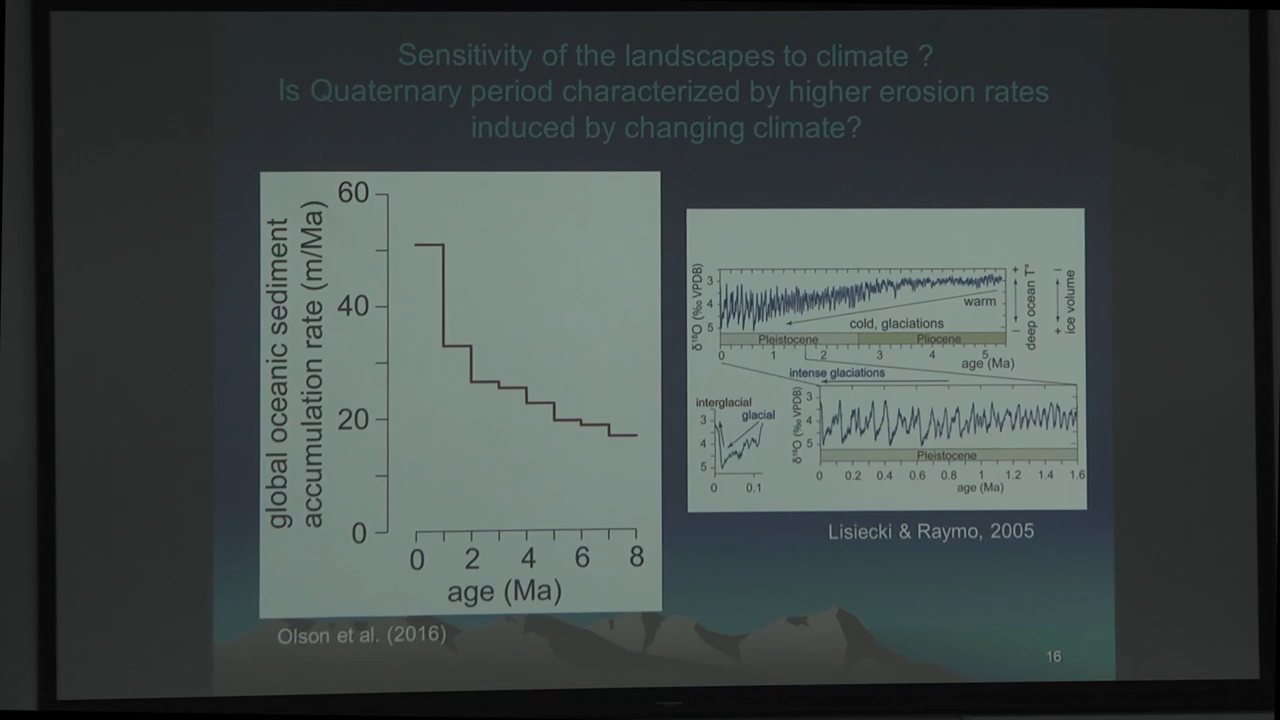 Sensitivity of the landscapes to climate ?
Is Quaternary period characterized by higher erosion rates
induced by changing climate?
global oceanic sediment
accumulation rate (m/Ma)
60
40
20
0
0 2 4 6 8
age (Ma)
Olson et al. (2016)
δ¹⁸O (‰ VPDB)
3
4
5
warm
cold, glaciations
Pleistocene Pliocene
0 1 2 3 4 5
age (Ma)
+ deep ocean T° −
− ice volume +
intense glaciations
interglacial
glacial
3
4
5
0 0.1
δ¹⁸O (‰ VPDB)
3
4
5
Pleistocene
0 0.2 0.4 0.6 0.8 1 1.2 1.4 1.6
age (Ma)
Lisiecki & Raymo, 2005
16